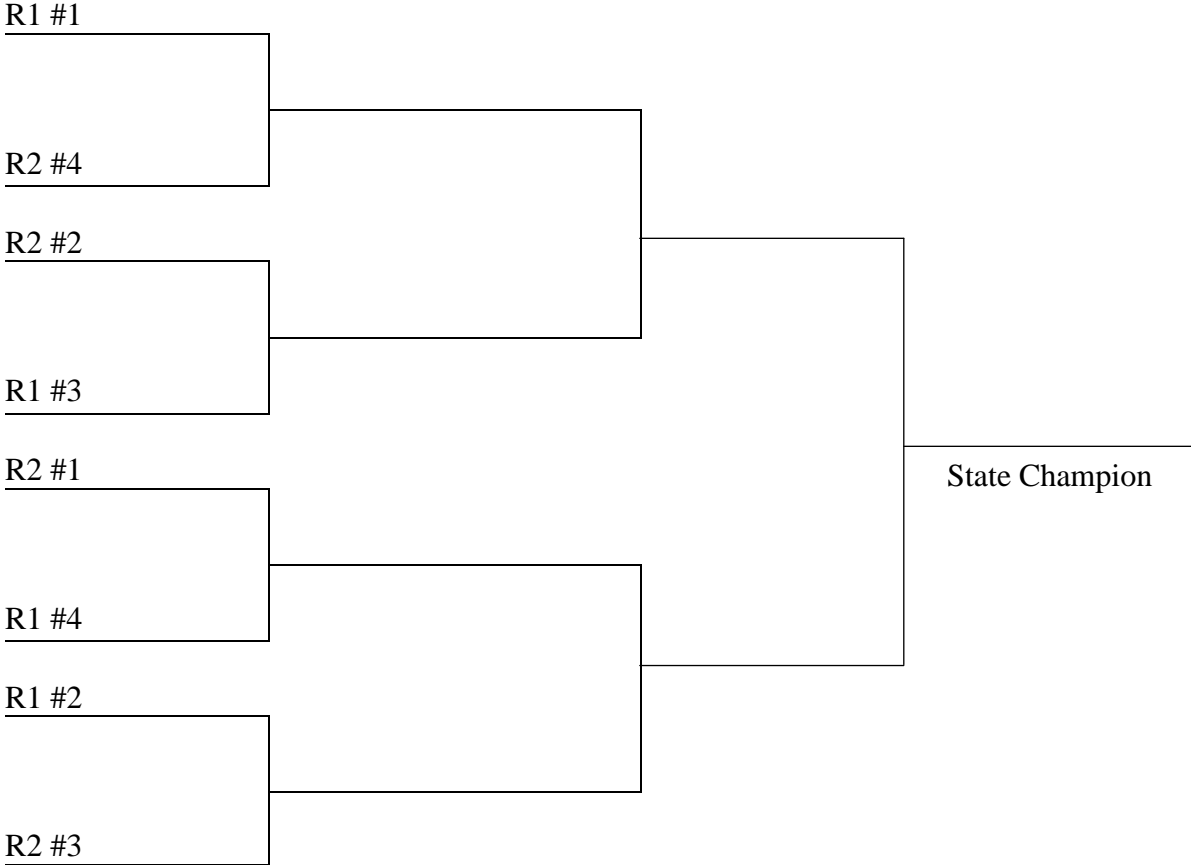 R1 #1
R2 #4
R2 #2
R1 #3
R2 #1
State Champion
R1 #4
R1 #2
R2 #3